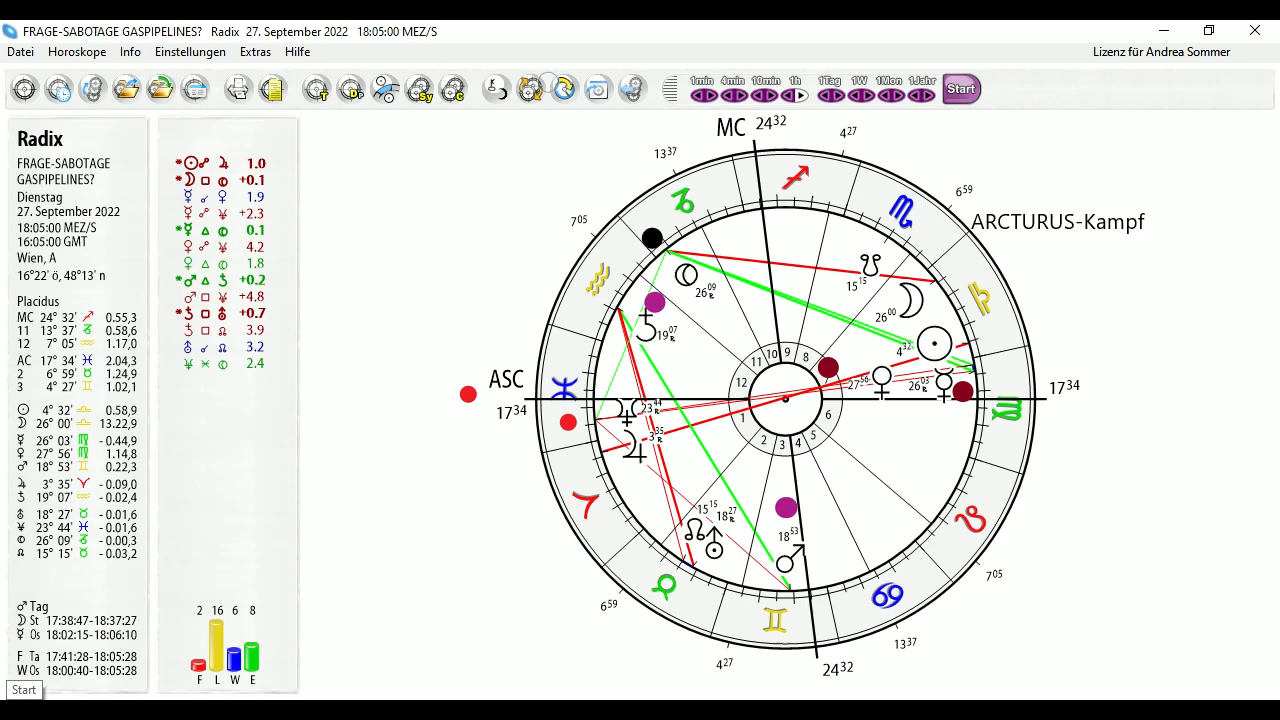 FRAGE-SABOTAGE GASPIPELINES? Radix 27. September 2022 18:05:00 MEZ/S
Datei Horoskope Info Einstellungen Extras Hilfe Lizenz für Andrea Sommer
1min 4min 10min 1h 1Tag 1W 1Mon 1Jahr Start
Radix
FRAGE-SABOTAGE
GASPIPELINES?
Dienstag
27. September 2022
18:05:00 MEZ/S
16:05:00 GMT
Wien, A
16°22' ö, 48°13' n
Placidus
MC 24° 32' ♐ 0.55,3
11 13° 37' ♑ 0.58,6
12 7° 05' ♒ 1.17,0
AC 17° 34' ♓ 2.04,3
2 6° 59' ♉ 1.24,9
3 4° 27' ♊ 1.02,1
☉ 4° 32' ♎ 0.58,9
☽ 26° 00' ♌ 13.22,9
☿ 26° 03' ♍ - 0.44,9
♀ 27° 56' ♍ 1.14,8
♂ 18° 53' ♊ 0.22,3
♃ 3° 35' ♈ - 0.09,0
♄ 19° 07' ♒ - 0.02,4
⛢ 18° 27' ♉ - 0.01,6
♆ 23° 44' ♓ - 0.01,6
26° 09' ♑ - 0.00,3
☊ 15° 15' ♉ - 0.03,2
♂ Tag
☽ St 17:38:47-18:37:27
☿ Os 18:02:15-18:06:10
F Ta 17:41:28-18:05:28
W Os 18:00:40-18:05:28
Start
*☉☍ ♃ 1.0
*☽ □ +0.1
☿ ☌ ♀ 1.9
☿ ☍ ♆ +2.3
*☿ △ 0.1
♀ ☍ ♆ 4.2
♀ △ 1.8
*♂ △ ♄ +0.2
♂ □ ♆ +4.8
*♄ □ ⛢ +0.7
♄ □ ☊ 3.9
⛢ ☌ ☊ 3.2
♆ ⚹ ☊ 2.4
2 16 6 8
F L W E
MC 24 32
4 27
13 37
6 59
ARCTURUS-Kampf
7 05
15 15
26 09 R
26 00
19 07 R
4 32
11 10 9 8
12
27 56
26 03 R
ASC
17 34
17 34
23 44 R
1
6
3 35 R
2 3 4 5
15 15
18 27 R
18 53
7 05
6 59
13 37
4 27
24 32